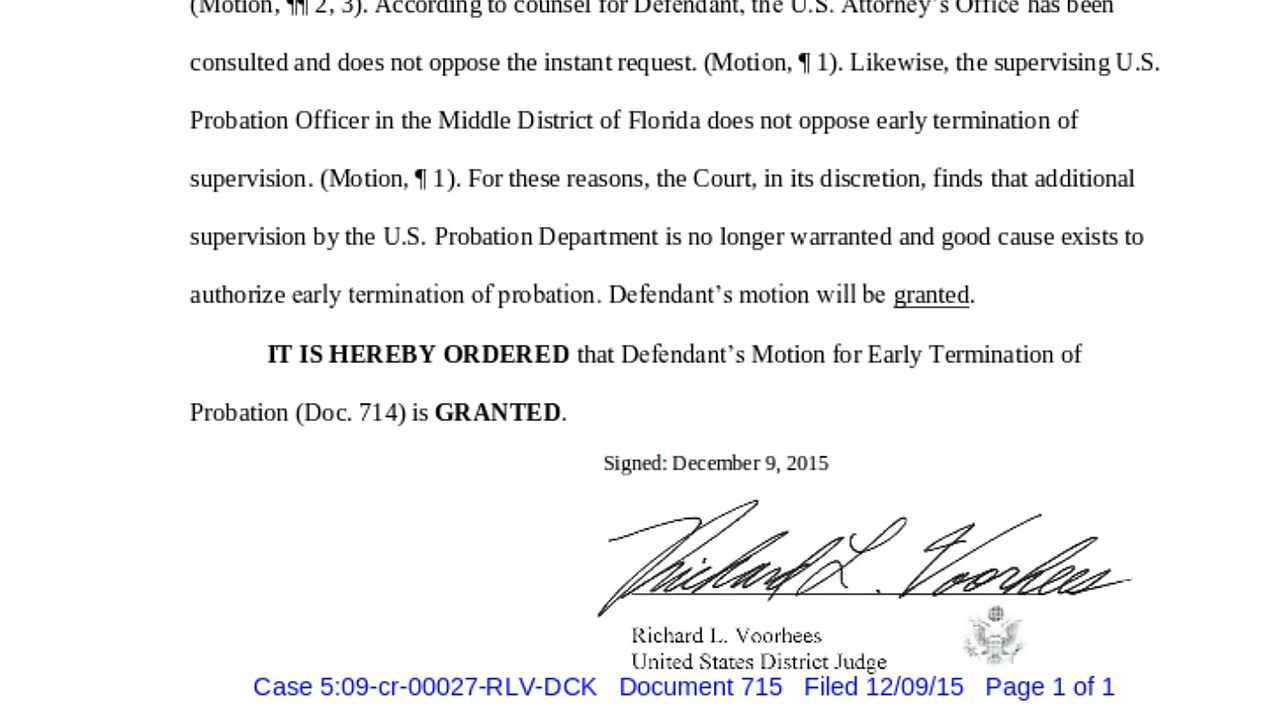 (Motion, ¶¶ 2, 3). According to counsel for Defendant, the U.S. Attorney’s Office has been
consulted and does not oppose the instant request. (Motion, ¶ 1). Likewise, the supervising U.S.
Probation Officer in the Middle District of Florida does not oppose early termination of
supervision. (Motion, ¶ 1). For these reasons, the Court, in its discretion, finds that additional
supervision by the U.S. Probation Department is no longer warranted and good cause exists to
authorize early termination of probation. Defendant’s motion will be granted.
IT IS HEREBY ORDERED that Defendant’s Motion for Early Termination of
Probation (Doc. 714) is GRANTED.
Signed: December 9, 2015
Richard L. Voorhees
Richard L. Voorhees
United States District Judge
Case 5:09-cr-00027-RLV-DCK Document 715 Filed 12/09/15 Page 1 of 1